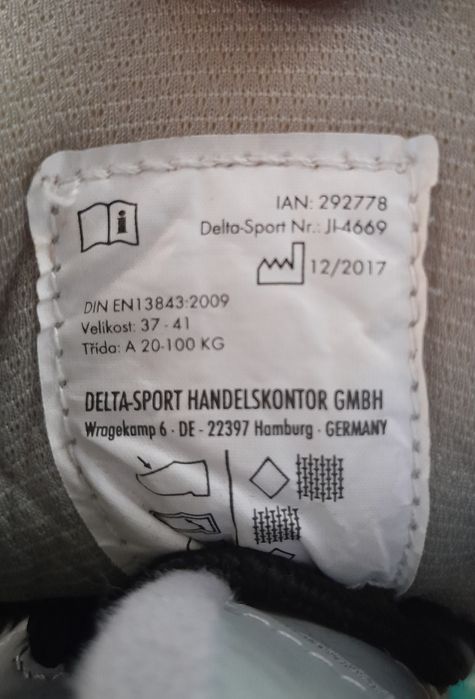 IAN: 292778
Delta-Sport Nr.: JI-4669
12/2017
DIN EN13843:2009
Velikost: 37 - 41
Třída: A 20-100 KG
DELTA-SPORT HANDELSKONTOR GMBH
Wragekamp 6 · DE - 22397 Hamburg · GERMANY